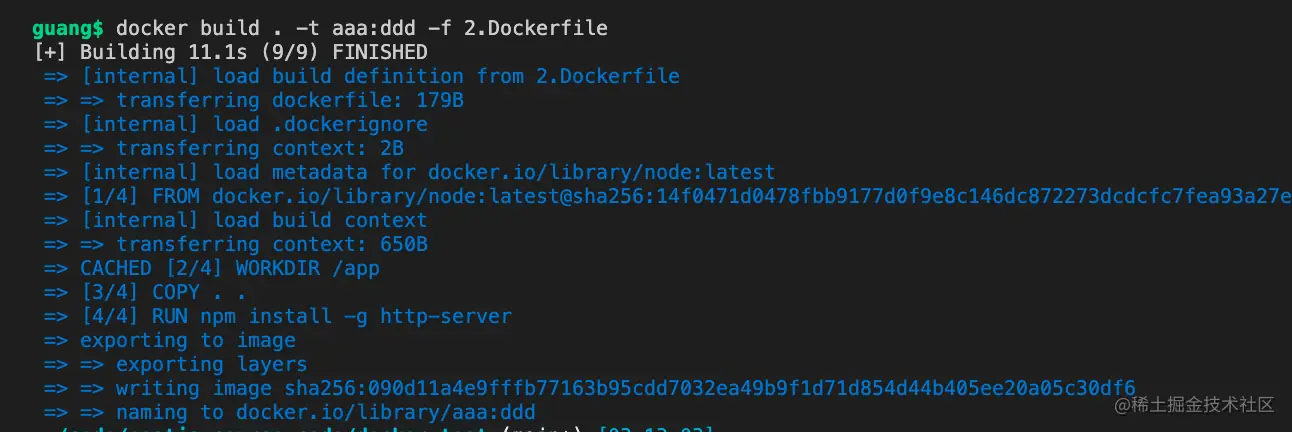 guang$ docker build . -t aaa:ddd -f 2.Dockerfile
[+] Building 11.1s (9/9) FINISHED
=> [internal] load build definition from 2.Dockerfile
=> => transferring dockerfile: 179B
=> [internal] load .dockerignore
=> => transferring context: 2B
=> [internal] load metadata for docker.io/library/node:latest
=> [1/4] FROM docker.io/library/node:latest@sha256:14f0471d0478fbb9177d0f9e8c146dc872273dcdcfc7fea93a27e
=> [internal] load build context
=> => transferring context: 650B
=> CACHED [2/4] WORKDIR /app
=> [3/4] COPY . .
=> [4/4] RUN npm install -g http-server
=> exporting to image
=> => exporting layers
=> => writing image sha256:090d11a4e9fffb77163b95cdd7032ea49b9f1d71d854d44b405ee20a05c30df6
=> => naming to docker.io/library/aaa:ddd
@稀土掘金技术社区